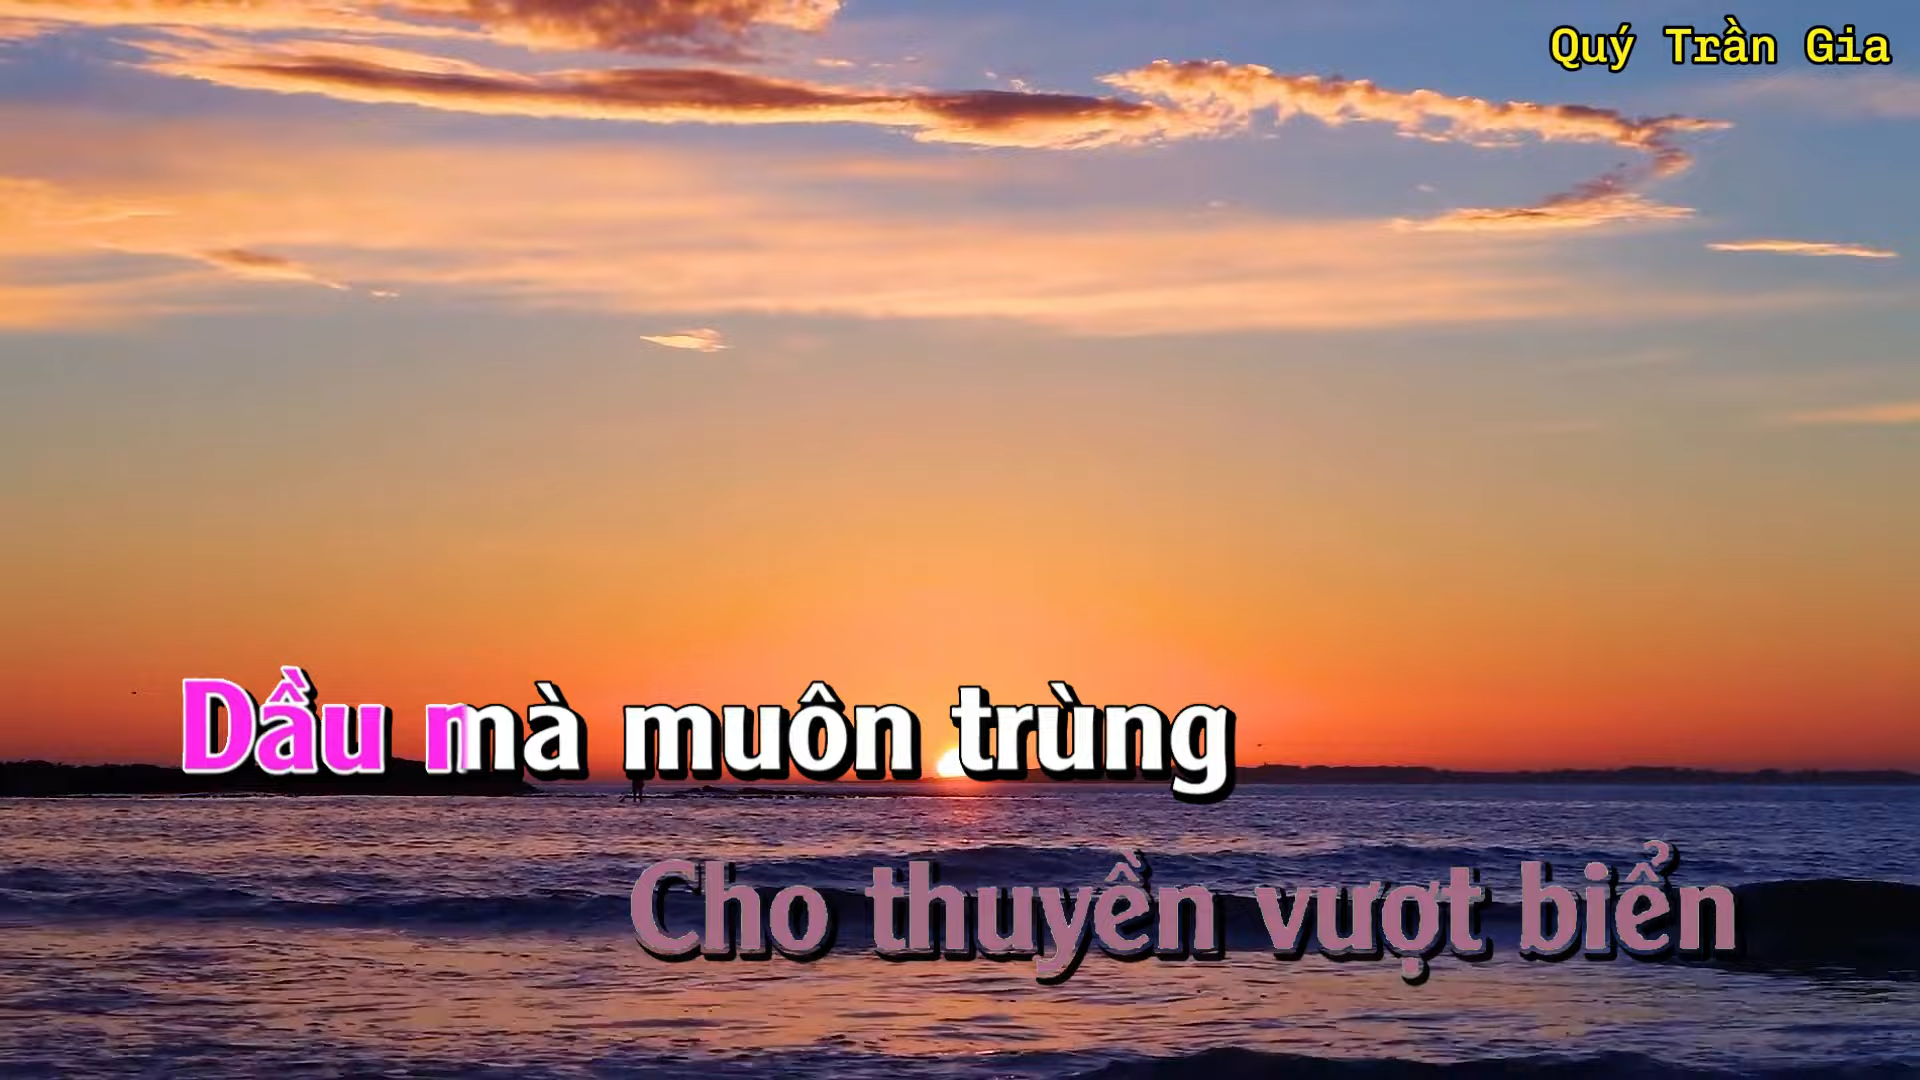 Quý Trần Gia
Dầu mà muôn trùng
Cho thuyền vượt biển